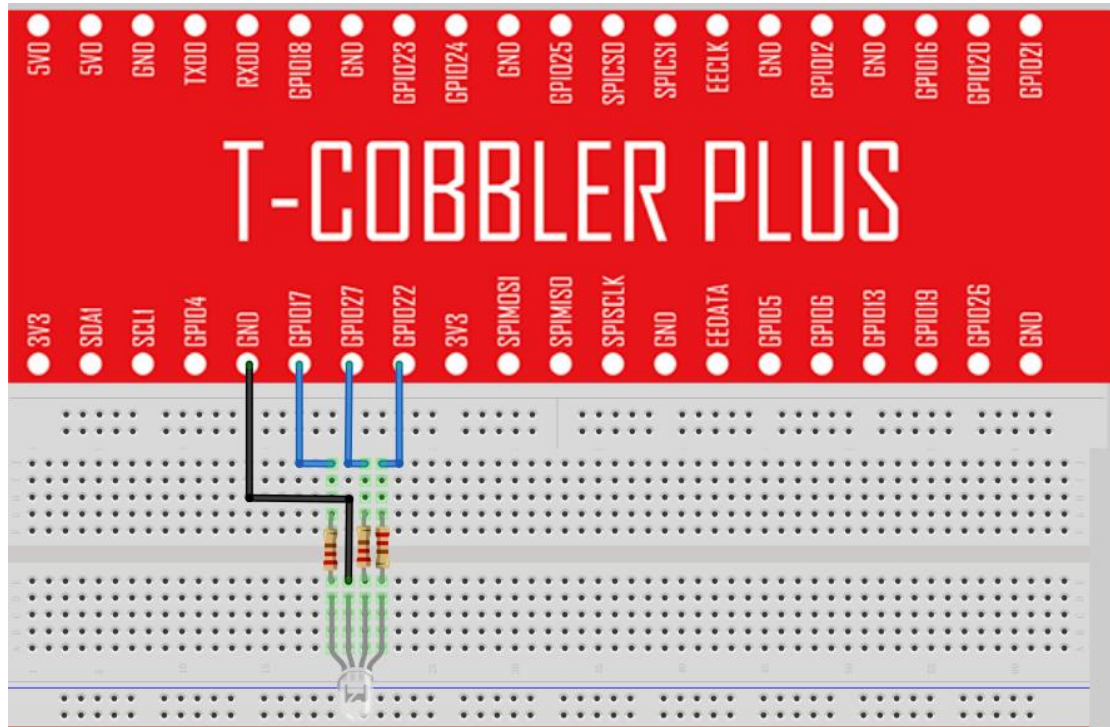 5V0 5V0 GND TXD0 RXD0 GPIO18 GND GPIO23 GPIO24 GND GPIO25 SPICS0 SPICS1 EECLK GND GPIO12 GND GPIO16 GPIO20 GPIO21
T-COBBLER PLUS
3V3 SDA1 SCL1 GPIO4 GND GPIO17 GPIO27 GPIO22 3V3 SPIMOSI SPIMISO SPISCLK GND EEDATA GPIO5 GPIO6 GPIO13 GPIO19 GPIO26 GND